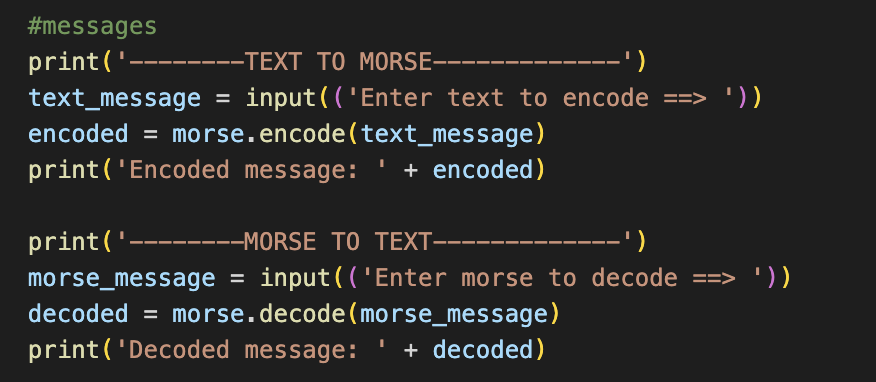 #messages
print('--------TEXT TO MORSE-------------')
text_message = input(('Enter text to encode ==> '))
encoded = morse.encode(text_message)
print('Encoded message: ' + encoded)
print('--------MORSE TO TEXT-------------')
morse_message = input(('Enter morse to decode ==> '))
decoded = morse.decode(morse_message)
print('Decoded message: ' + decoded)